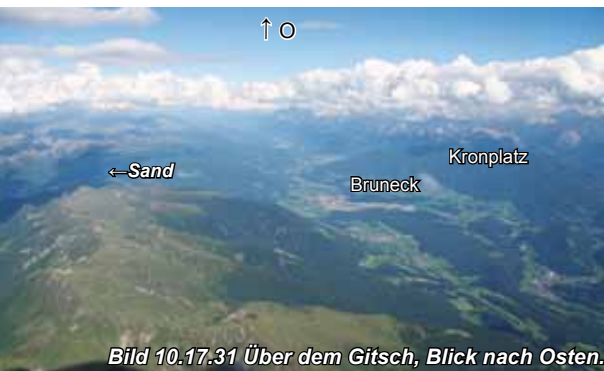 ↑ O
←Sand
Kronplatz
Bruneck
Bild 10.17.31 Über dem Gitsch, Blick nach Osten.